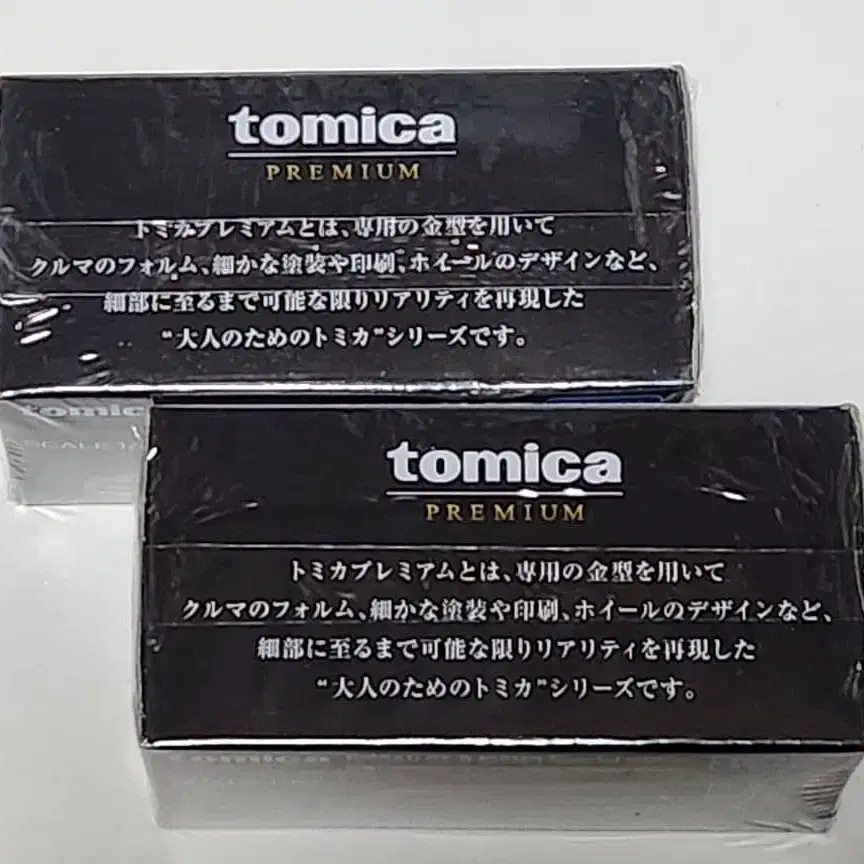 tomica
PREMIUM
トミカプレミアムとは、専用の金型を用いて
クルマのフォルム、細かな塗装や印刷、ホイールのデザインなど、
細部に至るまで可能な限りリアリティを再現した
“大人のためのトミカ”シリーズです。
tomica
SCALE
tomica
PREMIUM
トミカプレミアムとは、専用の金型を用いて
クルマのフォルム、細かな塗装や印刷、ホイールのデザインなど、
細部に至るまで可能な限りリアリティを再現した
“大人のためのトミカ”シリーズです。
tomica